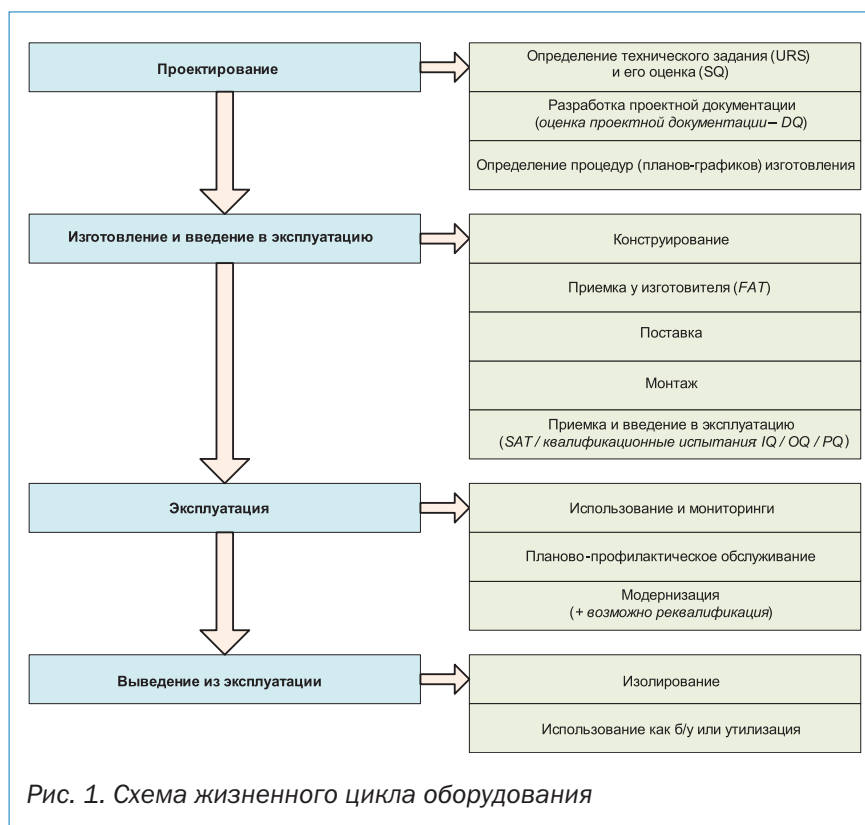 Проектирование
Определение технического задания (URS)
и его оценка (SQ)
Разработка проектной документации
(оценка проектной документации– DQ)
Определение процедур (планов-графиков) изготовления
Изготовление и введение в эксплуатацию
Конструирование
Приемка у изготовителя (FAT)
Поставка
Монтаж
Приемка и введение в эксплуатацию
(SAT / квалификационные испытания: IQ / OQ / PQ)
Эксплуатация
Использование и мониторинги
Планово-профилактическое обслуживание
Модернизация
(+ возможно реквалификация)
Выведение из эксплуатации
Изолирование
Использование как б/у или утилизация
Рис. 1. Схема жизненного цикла оборудования